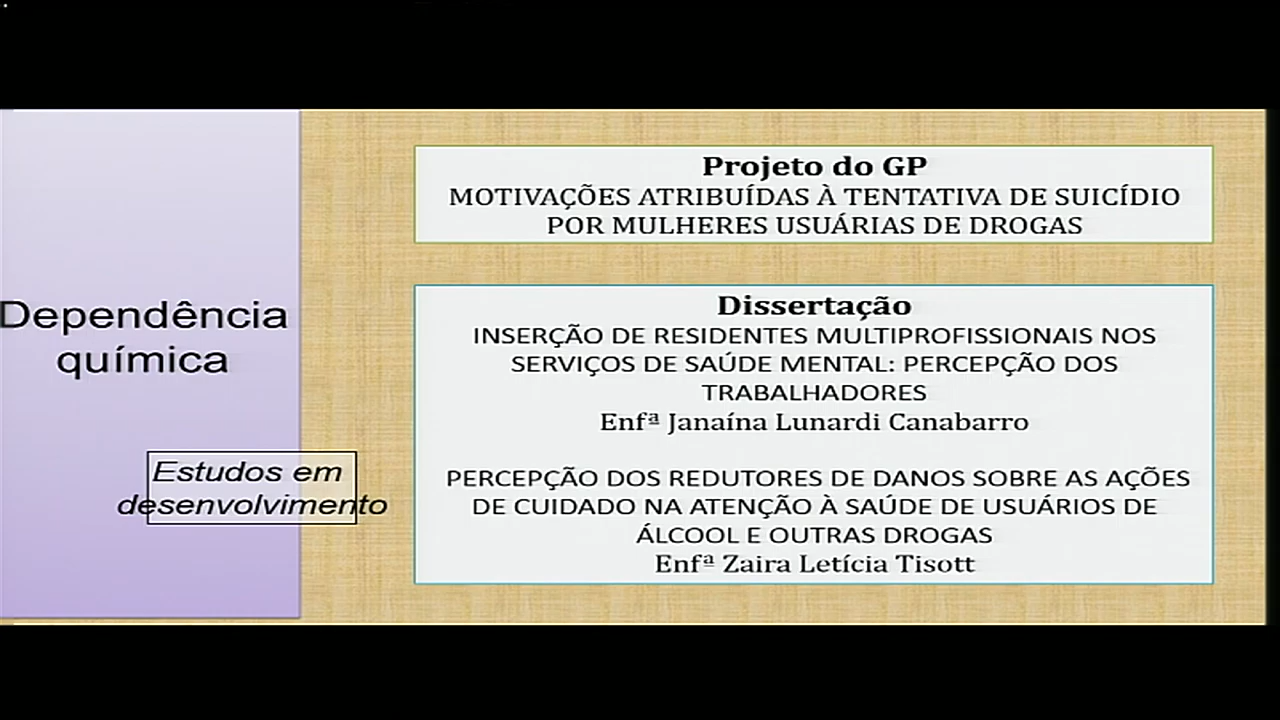 Dependência
química
Estudos em
desenvolvimento
Projeto do GP
MOTIVAÇÕES ATRIBUÍDAS À TENTATIVA DE SUICÍDIO
POR MULHERES USUÁRIAS DE DROGAS
Dissertação
INSERÇÃO DE RESIDENTES MULTIPROFISSIONAIS NOS
SERVIÇOS DE SAÚDE MENTAL: PERCEPÇÃO DOS
TRABALHADORES
Enfª Janaína Lunardi Canabarro
PERCEPÇÃO DOS REDUTORES DE DANOS SOBRE AS AÇÕES
DE CUIDADO NA ATENÇÃO À SAÚDE DE USUÁRIOS DE
ÁLCOOL E OUTRAS DROGAS
Enfª Zaira Letícia Tisott